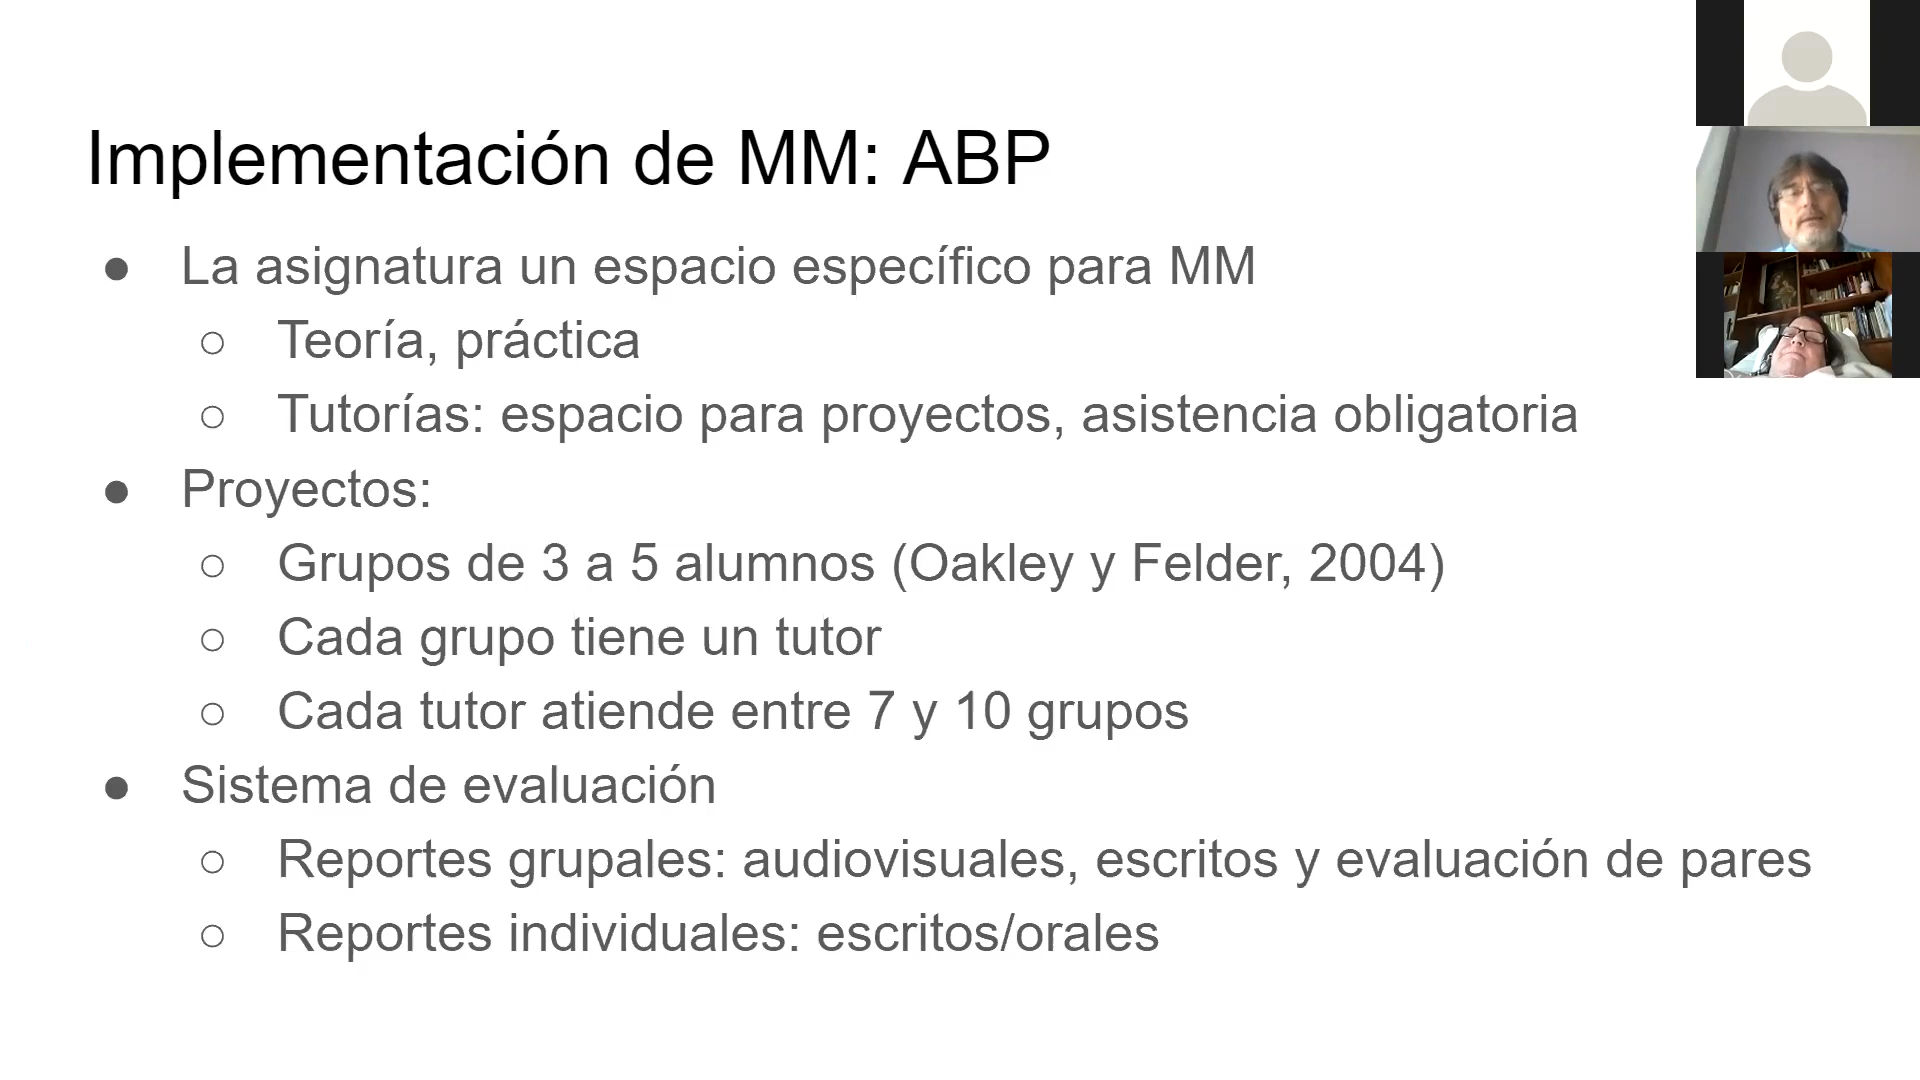 Implementación de MM: ABP
● La asignatura un espacio específico para MM
○ Teoría, práctica
○ Tutorías: espacio para proyectos, asistencia obligatoria
● Proyectos:
○ Grupos de 3 a 5 alumnos (Oakley y Felder, 2004)
○ Cada grupo tiene un tutor
○ Cada tutor atiende entre 7 y 10 grupos
● Sistema de evaluación
○ Reportes grupales: audiovisuales, escritos y evaluación de pares
○ Reportes individuales: escritos/orales